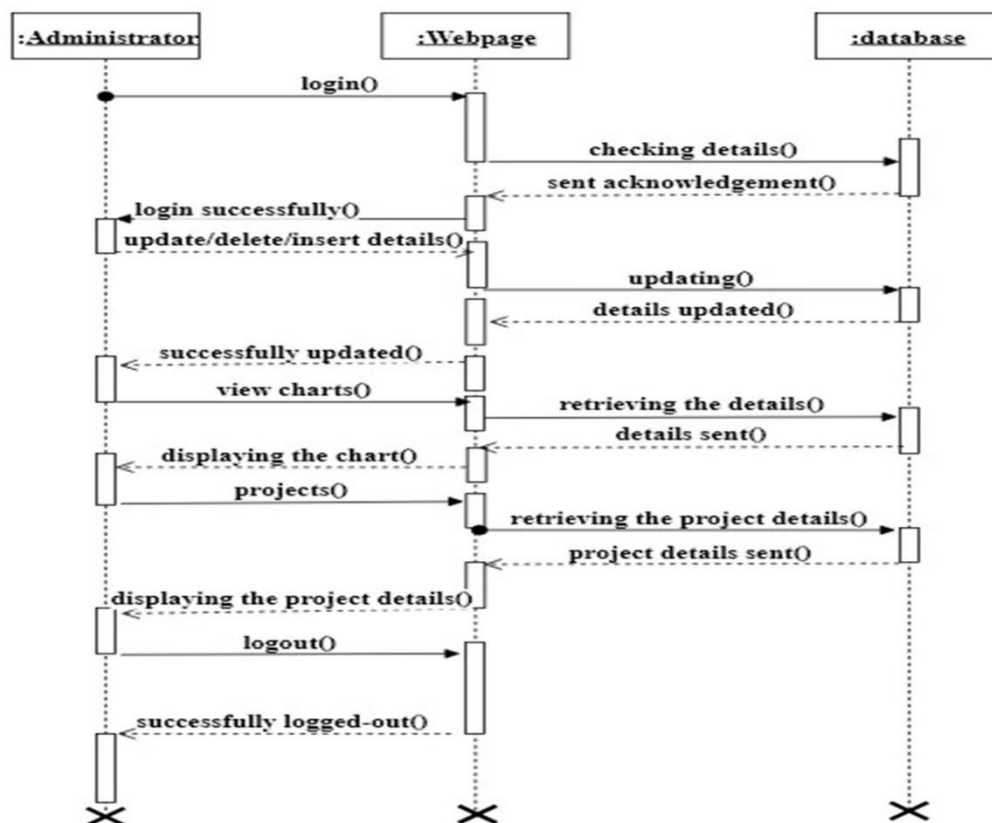 :Administrator
:Webpage
:database
login()
checking details()
sent acknowledgement()
login successfully()
update/delete/insert details()
updating()
details updated()
successfully updated()
view charts()
retrieving the details()
details sent()
displaying the chart()
projects()
retrieving the project details()
project details sent()
displaying the project details()
logout()
successfully logged-out()